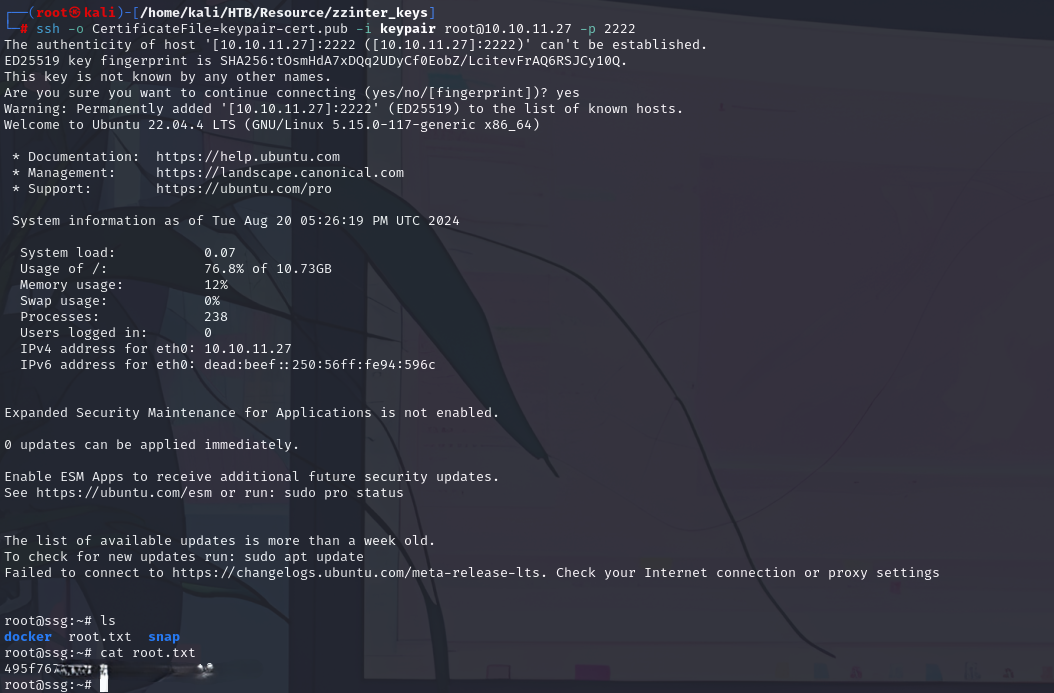 ┌──(root㉿kali)-[/home/kali/HTB/Resource/zzinter_keys]
└─# ssh -o CertificateFile=keypair-cert.pub -i keypair root@10.10.11.27 -p 2222
The authenticity of host '[10.10.11.27]:2222 ([10.10.11.27]:2222)' can't be established.
ED25519 key fingerprint is SHA256:tOsmHdA7xDQq2UDyCf0EobZ/LcitevFrAQ6RSJCy10Q.
This key is not known by any other names.
Are you sure you want to continue connecting (yes/no/[fingerprint])? yes
Warning: Permanently added '[10.10.11.27]:2222' (ED25519) to the list of known hosts.
Welcome to Ubuntu 22.04.4 LTS (GNU/Linux 5.15.0-117-generic x86_64)
* Documentation:  https://help.ubuntu.com
* Management:     https://landscape.canonical.com
* Support:        https://ubuntu.com/pro
System information as of Tue Aug 20 05:26:19 PM UTC 2024
System load:           0.07
Usage of /:            76.8% of 10.73GB
Memory usage:          12%
Swap usage:            0%
Processes:             238
Users logged in:       0
IPv4 address for eth0: 10.10.11.27
IPv6 address for eth0: dead:beef::250:56ff:fe94:596c
Expanded Security Maintenance for Applications is not enabled.
0 updates can be applied immediately.
Enable ESM Apps to receive additional future security updates.
See https://ubuntu.com/esm or run: sudo pro status
The list of available updates is more than a week old.
To check for new updates run: sudo apt update
Failed to connect to https://changelogs.ubuntu.com/meta-release-lts. Check your Internet connection or proxy settings
root@ssg:~# ls
docker  root.txt  snap
root@ssg:~# cat root.txt
495f76
root@ssg:~#